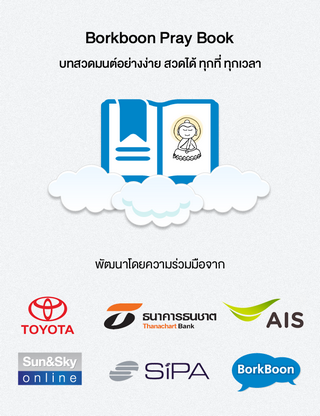 Borkboon Pray Book
บทสวดมนต์อย่างง่าย สวดได้ ทุกที่ ทุกเวลา
พัฒนาโดยความร่วมมือจาก
TOYOTA
ธนาคารธนชาต
Thanachart Bank
AIS
Sun&Sky
online
SiPA
BorkBoon